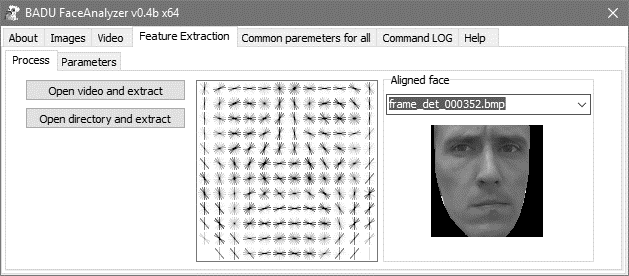 BADU FaceAnalyzer v0.4b x64
About Images Video Feature Extraction Common paremeters for all Command LOG Help
Process Parameters
Open video and extract
Open directory and extract
Aligned face
frame_det_000352.bmp